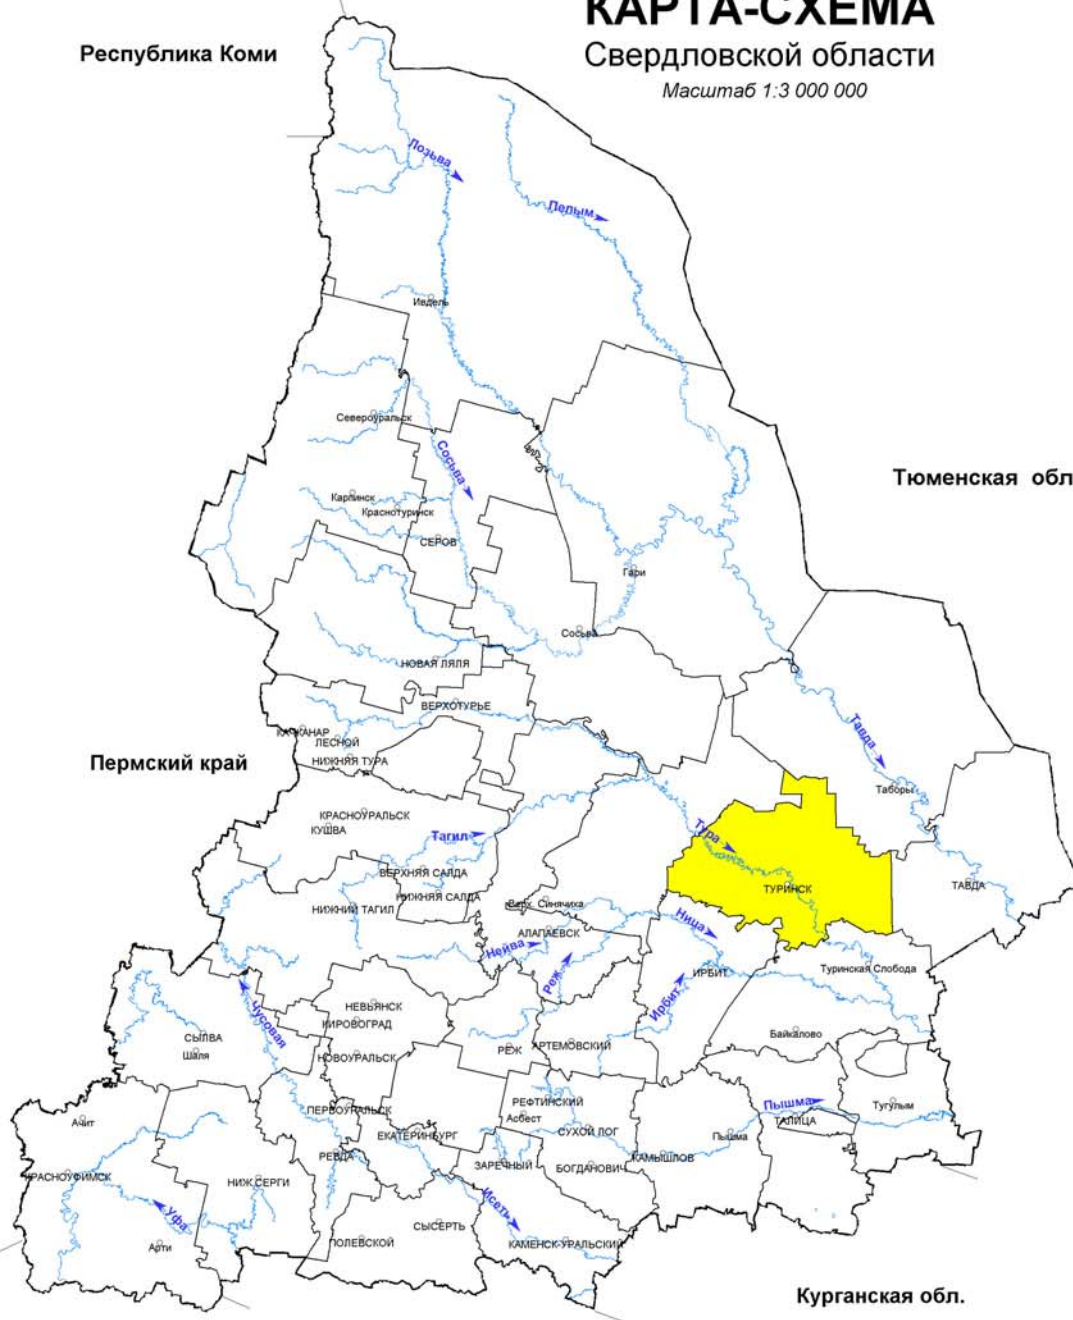 КАРТА-СХЕМА
Свердловской области
Масштаб 1:3 000 000
Республика Коми
Лозьва
Пелым
Ивдель
Североуральск
Сосьва
Тюменская обл
Карпинск
Краснотуринск
СЕРОВ
Гари
Сосьва
НОВАЯ ЛЯЛЯ
ВЕРХОТУРЬЕ
КАЧКАНАР
ЛЕСНОЙ
Тавда
Пермский край
НИЖНЯЯ ТУРА
Таборы
КРАСНОУРАЛЬСК
КУШВА
Тагил
Тура
ВЕРХНЯЯ САЛДА
ТУРИНСК
ТАВДА
НИЖНЯЯ САЛДА
НИЖНИЙ ТАГИЛ
Верх. Синячиха
Ница
АЛАПАЕВСК
Нейва
Реж
ИРБИТ
Туринская Слобода
Ирбит
НЕВЬЯНСК
Чусовая
КИРОВОГРАД
СЫЛВА
Шаля
Байкалово
НОВОУРАЛЬСК
РЕЖ
АРТЕМОВСКИЙ
РЕФТИНСКИЙ
Пышма
Тугулым
ПЕРВОУРАЛЬСК
Асбест
ТАЛИЦА
Ачит
СУХОЙ ЛОГ
ЕКАТЕРИНБУРГ
Пышма
РЕВДА
КАМЫШЛОВ
ЗАРЕЧНЫЙ
БОГДАНОВИЧ
КРАСНОУФИМСК
НИЖ.СЕРГИ
Исеть
Уфа
СЫСЕРТЬ
Арти
ПОЛЕВСКОЙ
КАМЕНСК-УРАЛЬСКИЙ
Курганская обл.